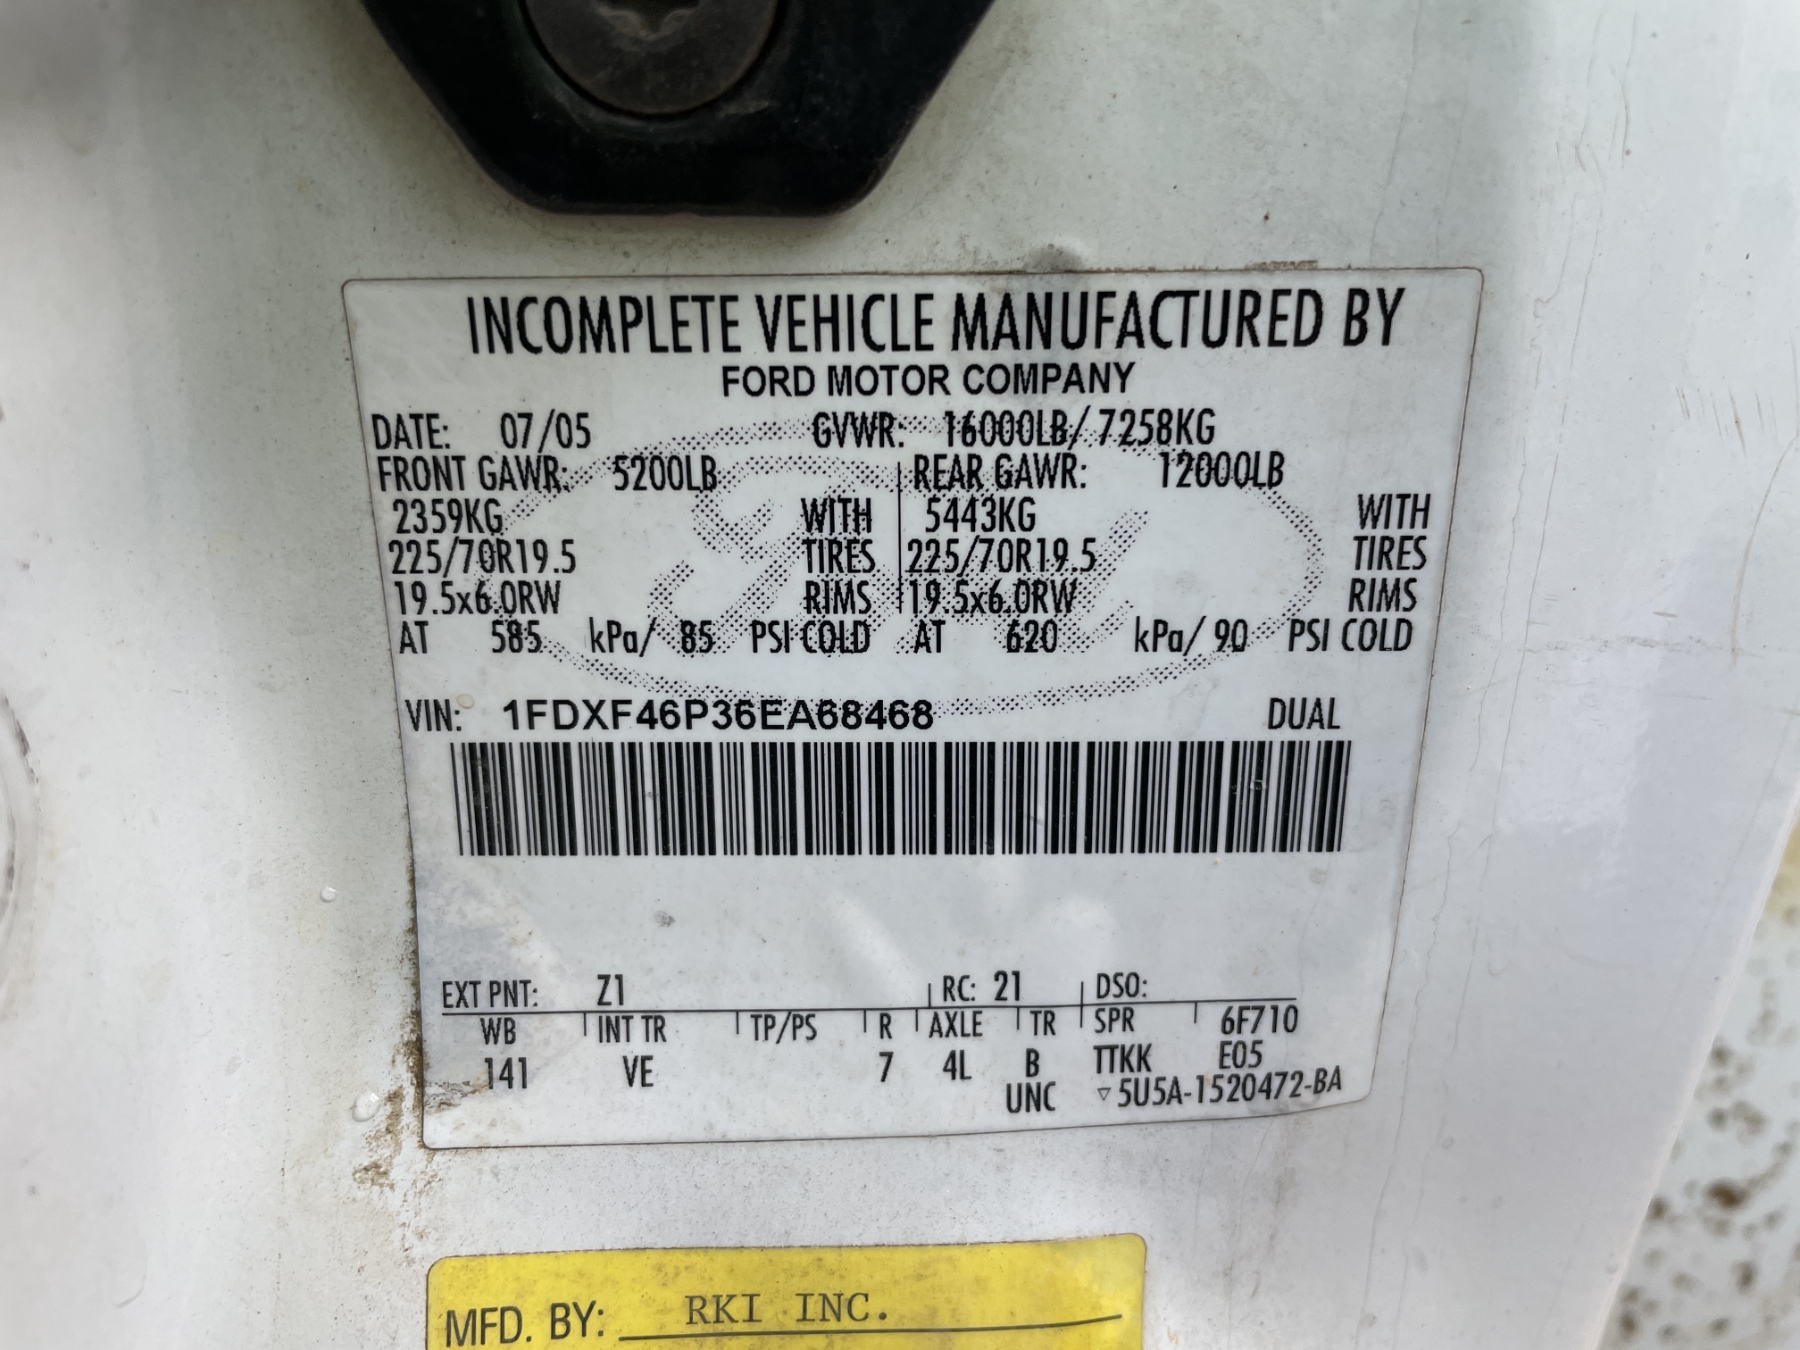 INCOMPLETE VEHICLE MANUFACTURED BY
FORD MOTOR COMPANY
DATE: 07/05 GVWR: 16000LB/ 7258KG
FRONT GAWR: 5200LB REAR GAWR: 12000LB
2359KG WITH 5443KG WITH
225/70R19.5 TIRES 225/70R19.5 TIRES
19.5x6.0RW RIMS 19.5x6.0RW RIMS
AT 585 kPa/ 85 PSI COLD AT 620 kPa/ 90 PSI COLD
VIN: 1FDXF46P36EA68468 DUAL
EXT PNT: Z1 RC: 21 DSO:
WB INT TR TP/PS R AXLE TR SPR 6F710
141 VE 7 4L B TTKK E05
UNC ▿5U5A-1520472-BA
MFD. BY: RKI INC.